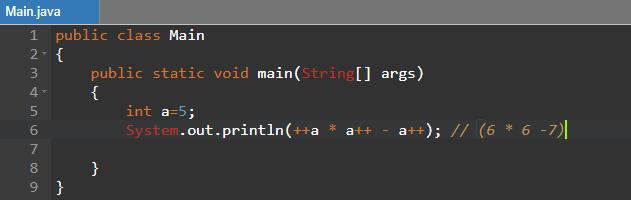 Main.java
1 public class Main
2 {
3 public static void main(String[] args)
4 {
5 int a=5;
6 System.out.println(++a * a++ - a++); // (6 * 6 -7)
7
8 }
9 }